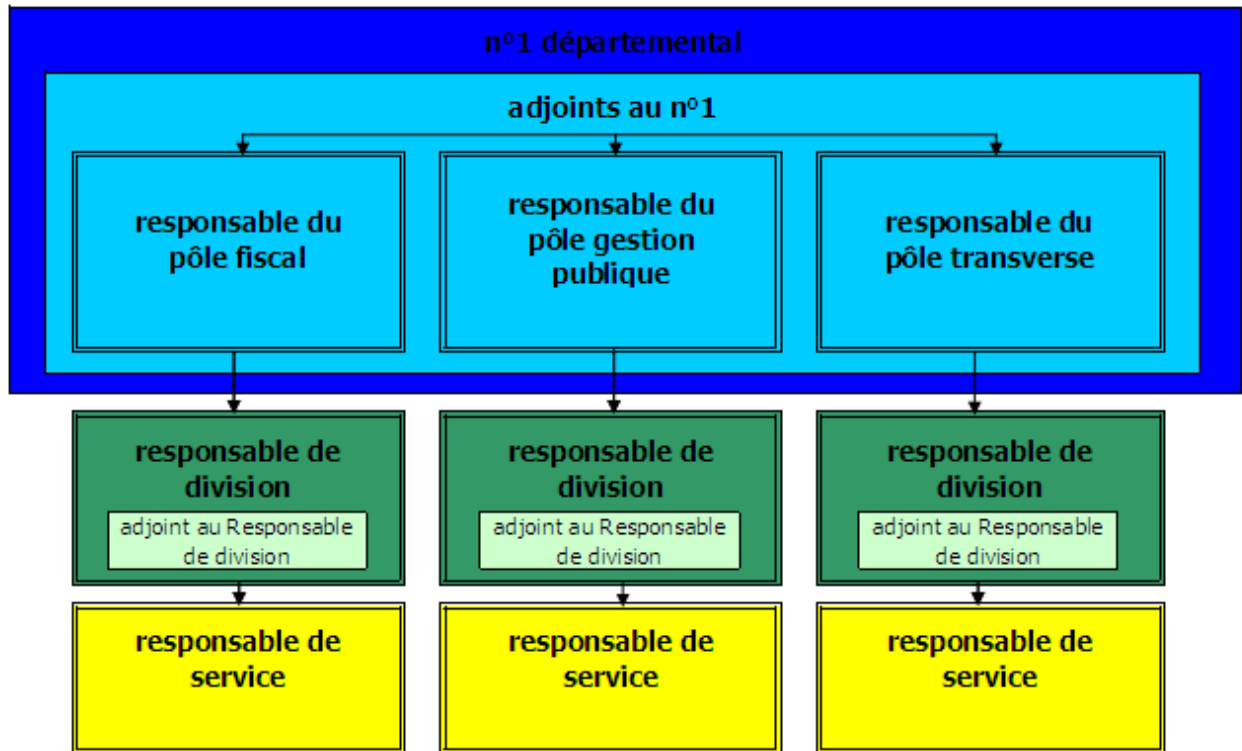 n°1 départemental
adjoints au n°1
responsable du
pôle fiscal
responsable du
pôle gestion
publique
responsable du
pôle transverse
responsable de
division
adjoint au Responsable
de division
responsable de
division
adjoint au Responsable
de division
responsable de
division
adjoint au Responsable
de division
responsable de
service
responsable de
service
responsable de
service